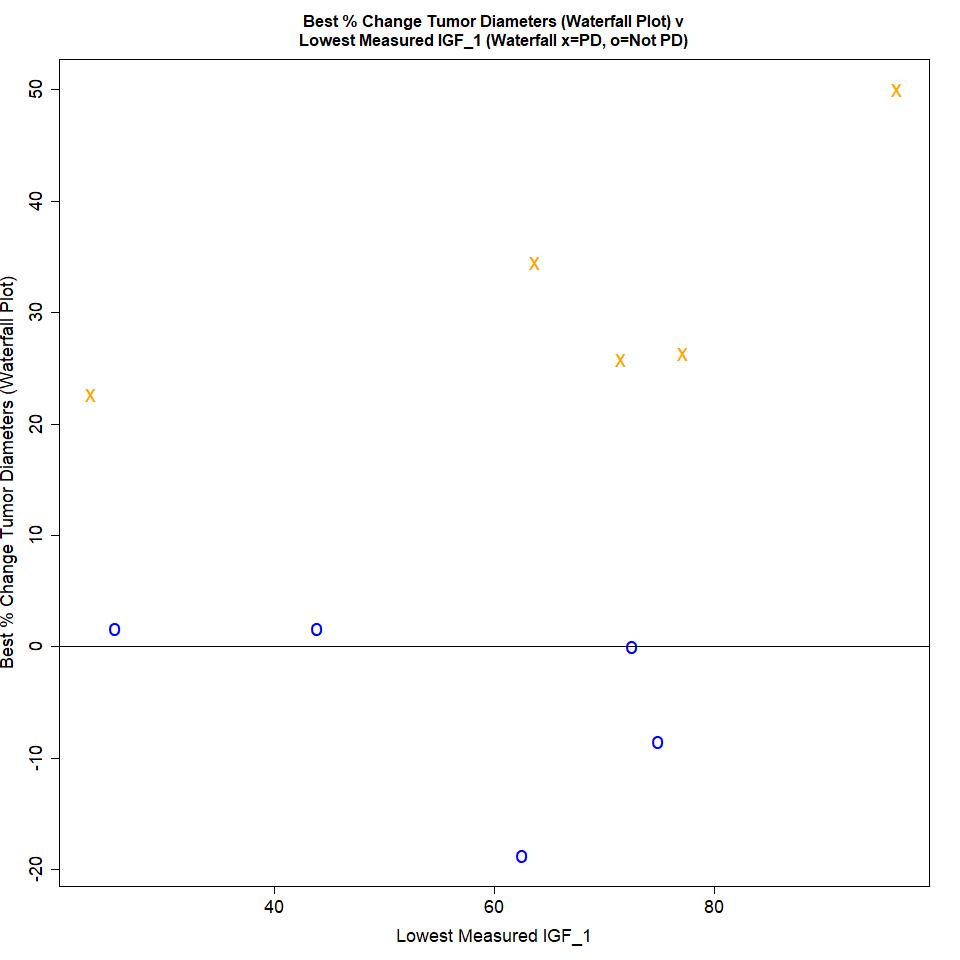 Best % Change Tumor Diameters (Waterfall Plot) v
Lowest Measured IGF_1 (Waterfall x=PD, o=Not PD)
Best % Change Tumor Diameters (Waterfall Plot)
50
40
30
20
10
0
-10
-20
X
X
X
X
X
O
O
O
O
O
40 60 80
Lowest Measured IGF_1